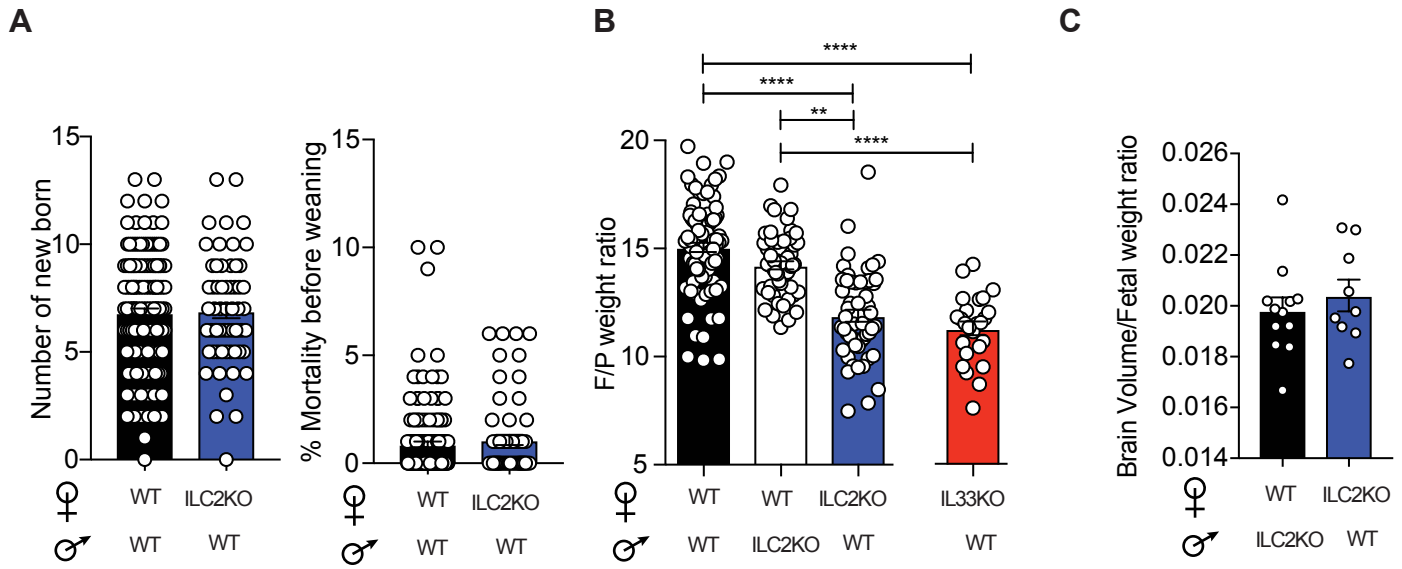 A
B
C
Number of new born
15
10
5
0
WT
ILC2KO
WT
WT
% Mortality before weaning
15
10
5
0
WT
ILC2KO
WT
WT
F/P weight ratio
20
15
10
5
****
****
**
****
WT
WT
ILC2KO
IL33KO
WT
ILC2KO
WT
WT
Brain Volume/Fetal weight ratio
0.026
0.024
0.022
0.020
0.018
0.016
0.014
WT
ILC2KO
ILC2KO
WT